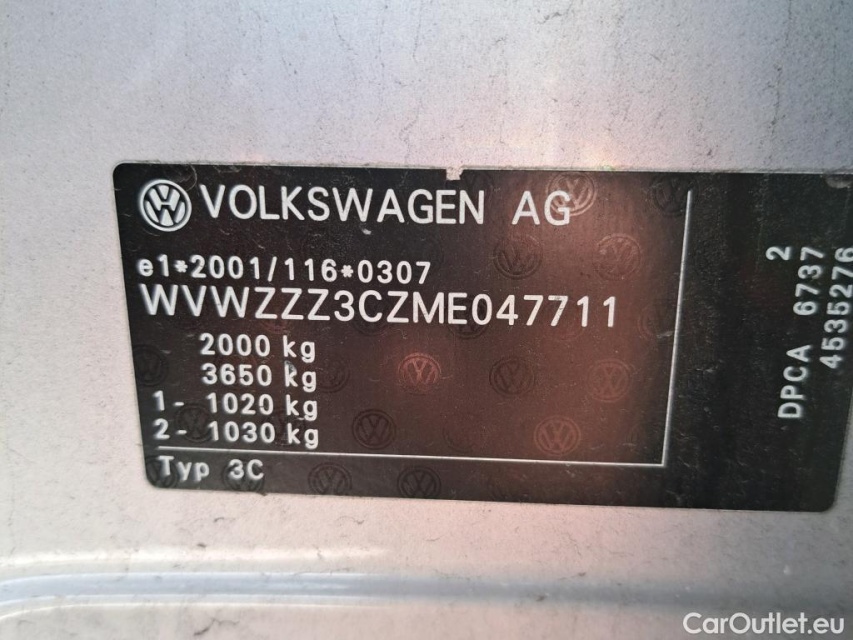 VOLKSWAGEN AG
e1*2001/116*0307
WVWZZZ3CZME047711
2000 kg
3650 kg
1- 1020 kg
2- 1030 kg
Typ 3C
2
DPCA 6737
4535276
CarOutlet.eu